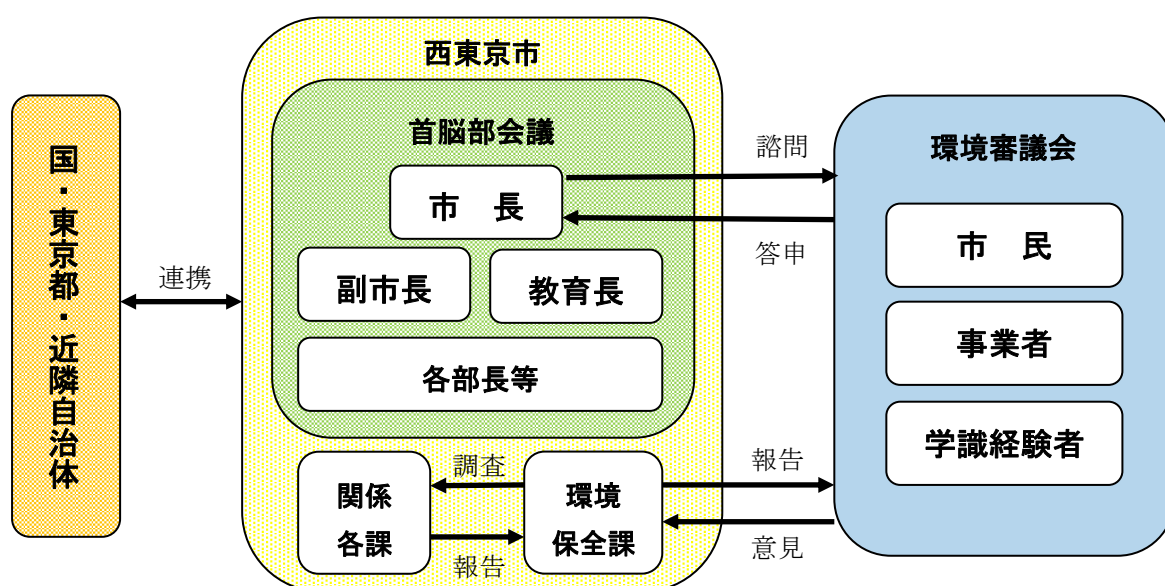 西東京市
首脳部会議
市　長
副市長
教育長
各部長等
国・東京都・近隣自治体
連携
諮問
答申
環境審議会
市　民
事業者
学識経験者
関係
各課
調査
報告
環境
保全課
報告
意見